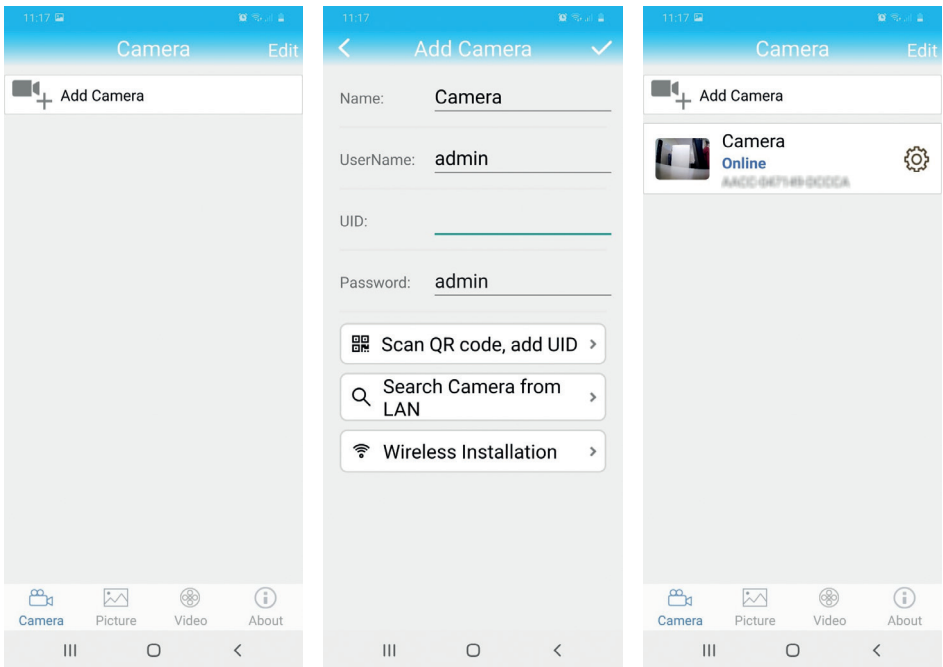 11:17
Camera
Edit
Add Camera
Camera
Picture
Video
About
11:17
Add Camera
Name:
Camera
UserName:
admin
UID:
Password:
admin
Scan QR code, add UID
Search Camera from
LAN
Wireless Installation
11:17
Camera
Edit
Add Camera
Camera
Online
Camera
Picture
Video
About